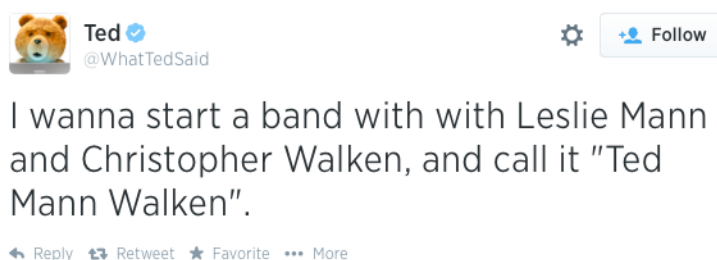 Ted
@WhatTedSaid
Follow
I wanna start a band with with Leslie Mann
and Christopher Walken, and call it "Ted
Mann Walken".
Reply Retweet Favorite More